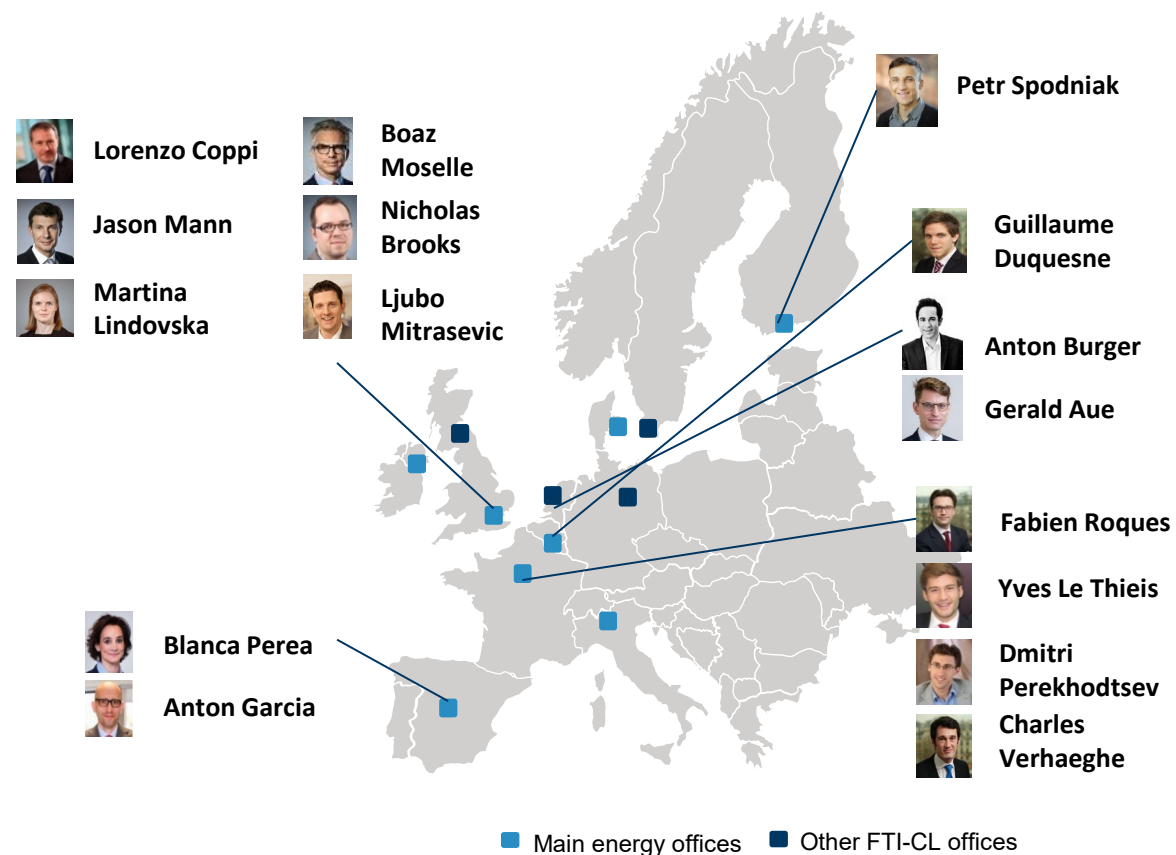 Lorenzo Coppi
Jason Mann
Martina
Lindovska
Boaz
Moselle
Nicholas
Brooks
Ljubo
Mitrasevic
Petr Spodniak
Guillaume
Duquesne
Anton Burger
Gerald Aue
Fabien Roques
Yves Le Thieis
Dmitri
Perekhodtsev
Charles
Verhaeghe
Blanca Perea
Anton Garcia
Main energy offices
Other FTI-CL offices